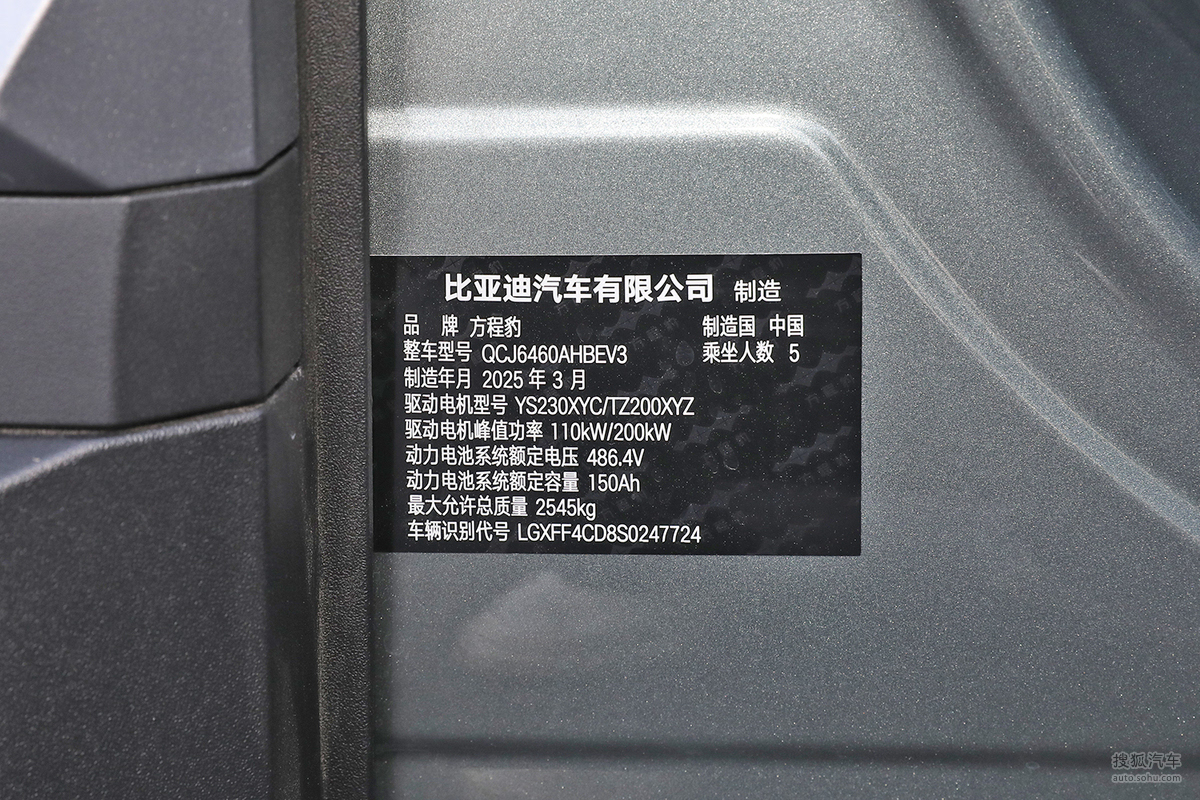 比亚迪汽车有限公司 制造
品 牌 方程豹 制造国 中国
整车型号 QCJ6460AHBEV3 乘坐人数 5
制造年月 2025 年 3 月
驱动电机型号 YS230XYC/TZ200XYZ
驱动电机峰值功率 110kW/200kW
动力电池系统额定电压 486.4V
动力电池系统额定容量 150Ah
最大允许总质量 2545kg
车辆识别代号 LGXFF4CD8S0247724
搜狐汽车
auto.sohu.com